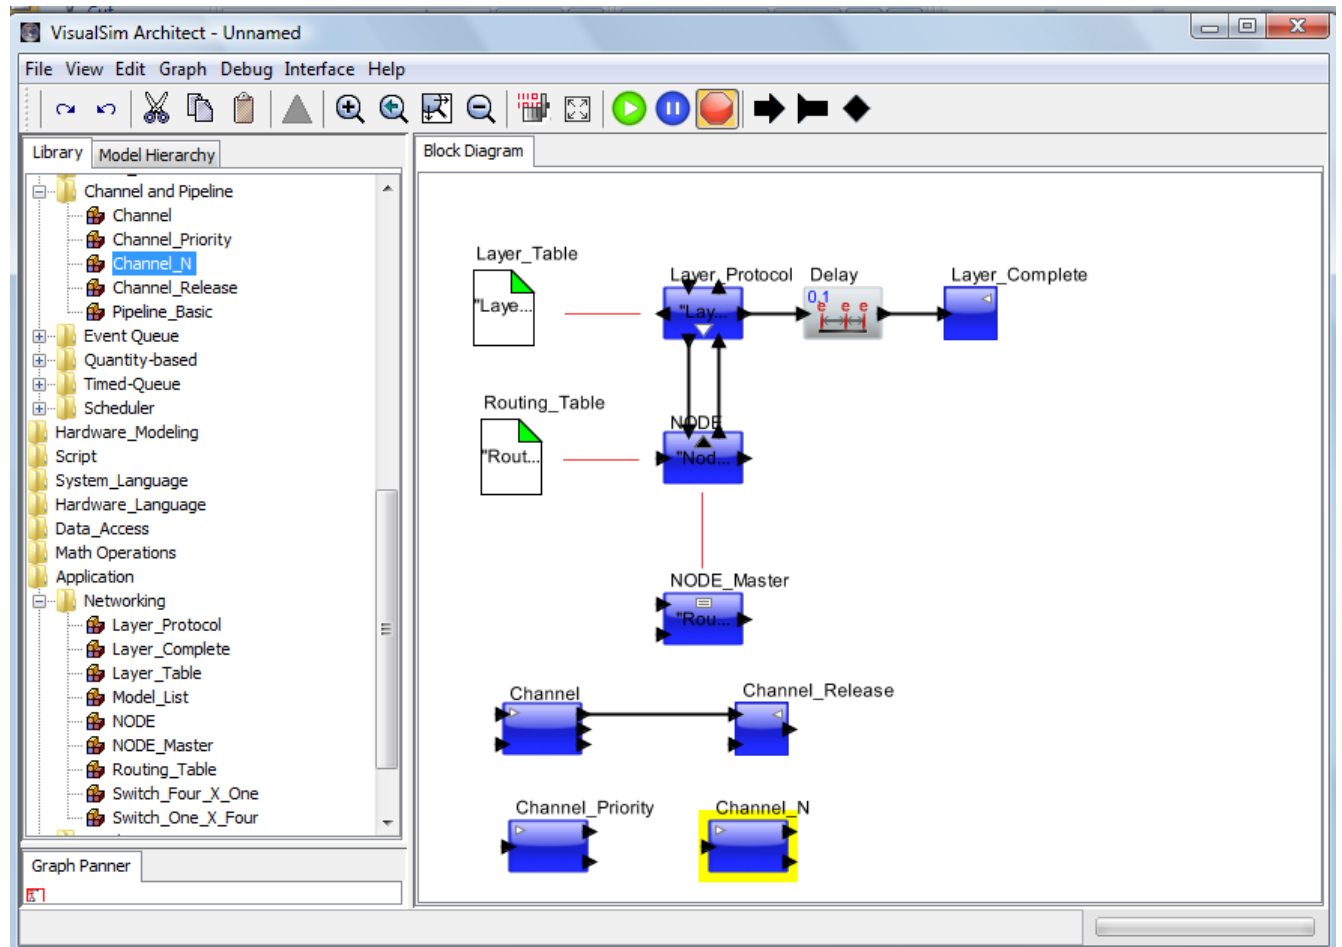 VisualSim Architect - Unnamed
File View Edit Graph Debug Interface Help
Library
Model Hierarchy
Channel and Pipeline
Channel
Channel_Priority
Channel_N
Channel_Release
Pipeline_Basic
Event Queue
Quantity-based
Timed-Queue
Scheduler
Hardware_Modeling
Script
System_Language
Hardware_Language
Data_Access
Math Operations
Application
Networking
Layer_Protocol
Layer_Complete
Layer_Table
Model_List
NODE
NODE_Master
Routing_Table
Switch_Four_X_One
Switch_One_X_Four
Graph Panner
Block Diagram
Layer_Table
"Laye...
Layer_Protocol
"Lay...
Delay
0.1
e e e
Layer_Complete
Routing_Table
"Rout...
NODE
"Nod...
NODE_Master
"Rou...
Channel
Channel_Release
Channel_Priority
Channel_N